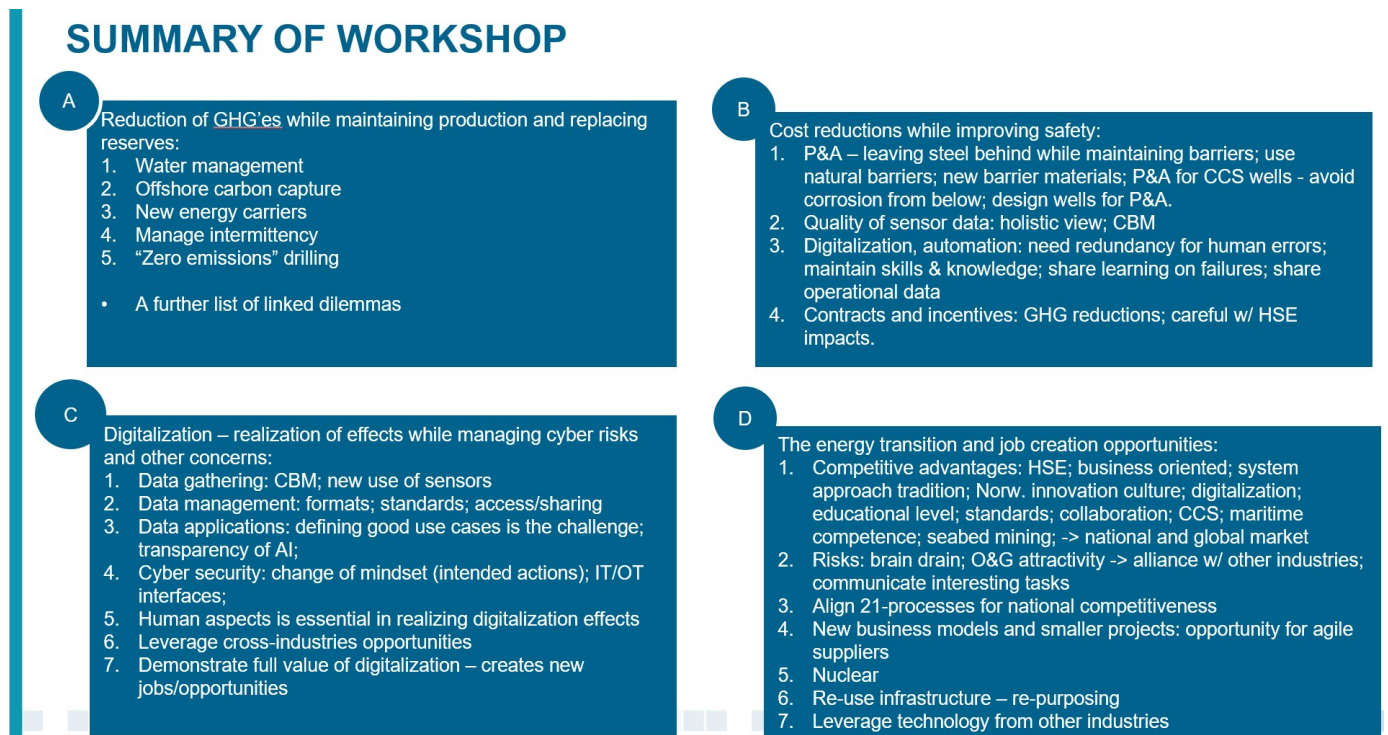 SUMMARY OF WORKSHOP
A
Reduction of GHG'es while maintaining production and replacing
reserves:
1. Water management
2. Offshore carbon capture
3. New energy carriers
4. Manage intermittency
5. “Zero emissions” drilling
• A further list of linked dilemmas
B
Cost reductions while improving safety:
1. P&A – leaving steel behind while maintaining barriers; use
natural barriers; new barrier materials; P&A for CCS wells - avoid
corrosion from below; design wells for P&A.
2. Quality of sensor data: holistic view; CBM
3. Digitalization, automation: need redundancy for human errors;
maintain skills & knowledge; share learning on failures; share
operational data
4. Contracts and incentives: GHG reductions; careful w/ HSE
impacts.
C
Digitalization – realization of effects while managing cyber risks
and other concerns:
1. Data gathering: CBM; new use of sensors
2. Data management: formats; standards; access/sharing
3. Data applications: defining good use cases is the challenge;
transparency of AI;
4. Cyber security: change of mindset (intended actions); IT/OT
interfaces;
5. Human aspects is essential in realizing digitalization effects
6. Leverage cross-industries opportunities
7. Demonstrate full value of digitalization – creates new
jobs/opportunities
D
The energy transition and job creation opportunities:
1. Competitive advantages: HSE; business oriented; system
approach tradition; Norw. innovation culture; digitalization;
educational level; standards; collaboration; CCS; maritime
competence; seabed mining; -> national and global market
2. Risks: brain drain; O&G attractivity -> alliance w/ other industries;
communicate interesting tasks
3. Align 21-processes for national competitiveness
4. New business models and smaller projects: opportunity for agile
suppliers
5. Nuclear
6. Re-use infrastructure – re-purposing
7. Leverage technology from other industries